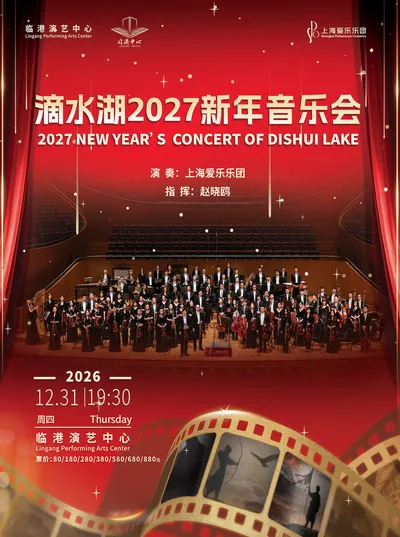 临港演艺中心
Lingang Performing Arts Center
临港中心
上海爱乐乐团
Shanghai Philharmonic Orchestra
滴水湖2027新年音乐会
2027 NEW YEAR'S CONCERT OF DISHUI LAKE
演 奏：上海爱乐乐团
指 挥：赵晓鸥
2026
12.31 19:30
周四 Thursday
临港演艺中心
Lingang Performing Arts Center
票价：80/180/280/380/580/680/880元